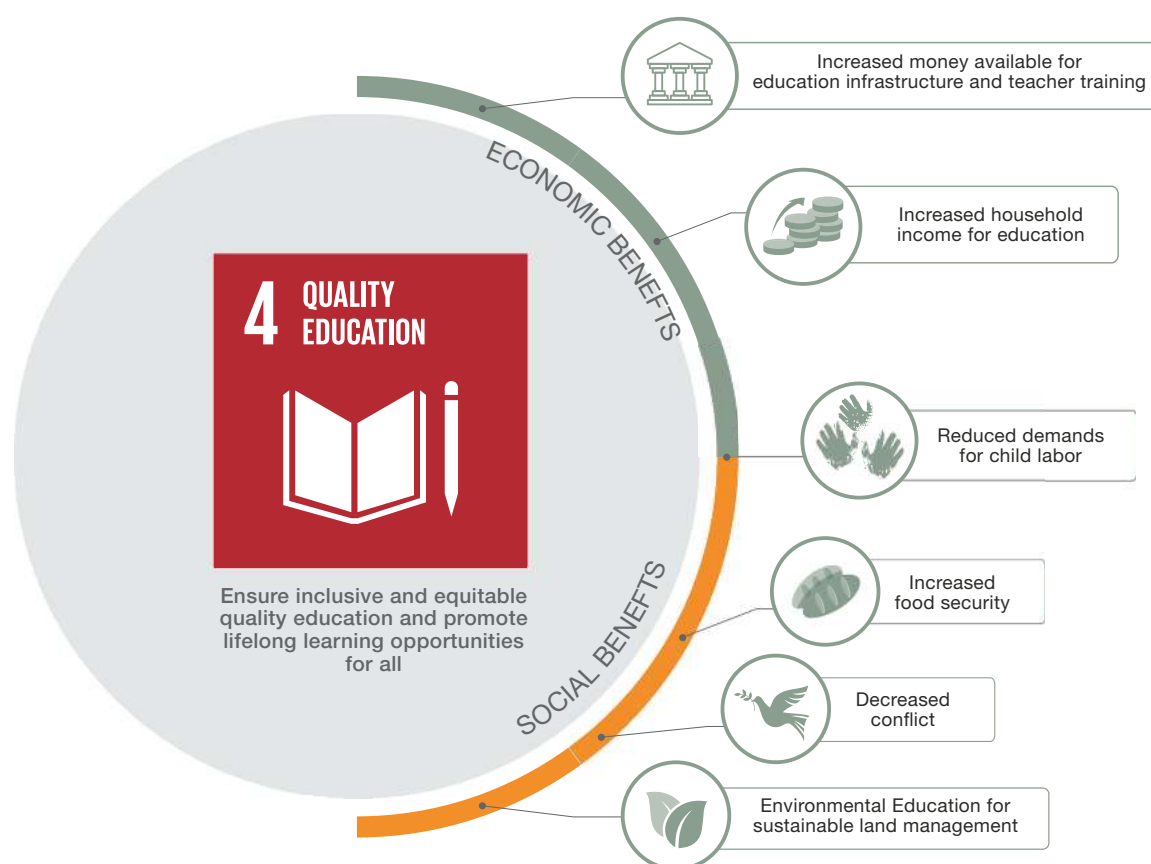 Increased money available for
education infrastructure and teacher training
ECONOMIC BENEFTS
Increased household
income for education
4 QUALITY
EDUCATION
Reduced demands
for child labor
Ensure inclusive and equitable
quality education and promote
lifelong learning opportunities
for all
SOCIAL BENEFTS
Increased
food security
Decreased
conflict
Environmental Education for
sustainable land management